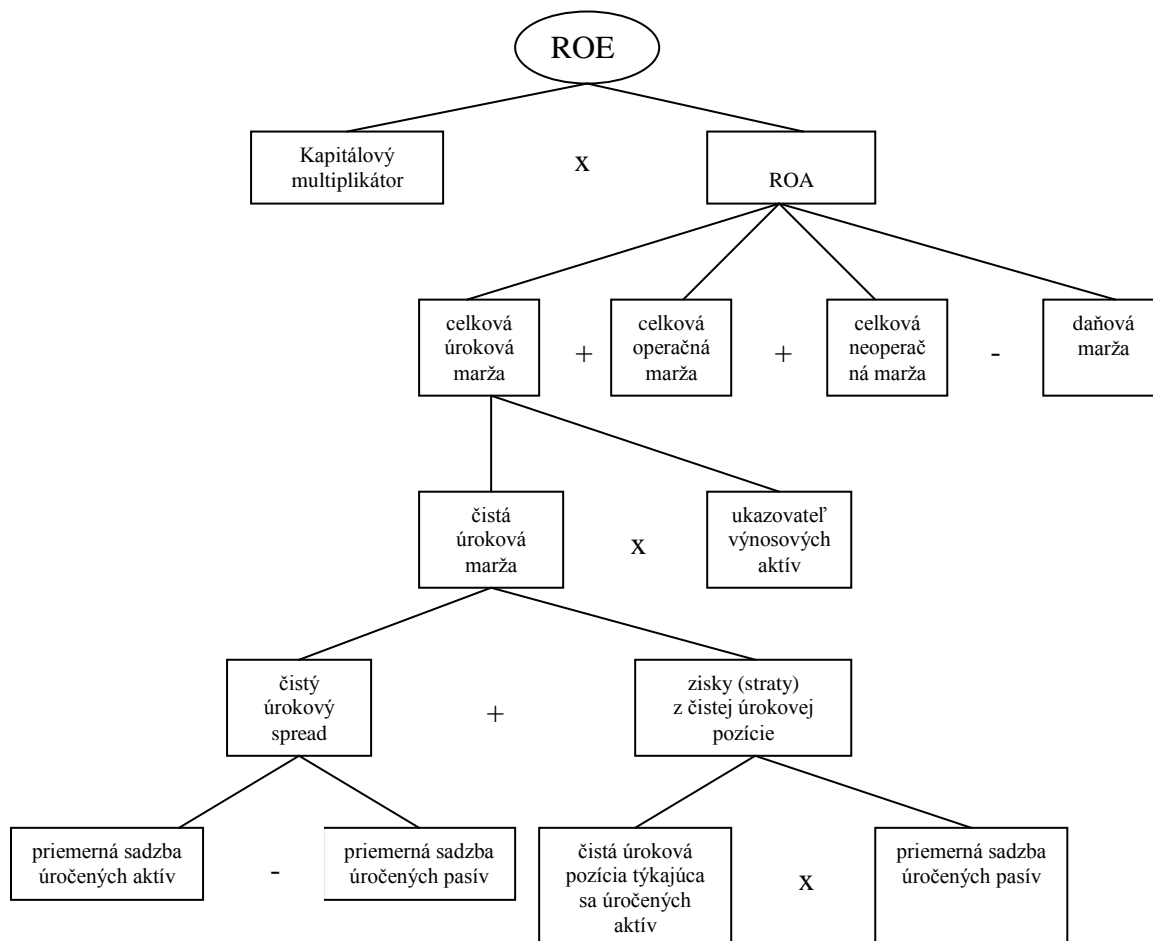 ROE
Kapitálový
multiplikátor
x
ROA
celková
úroková
marža
+
celková
operačná
marža
+
celková
neoperač
ná marža
-
daňová
marža
čistá
úroková
marža
x
ukazovateľ
výnosových
aktív
čistý
úrokový
spread
+
zisky (straty)
z čistej úrokovej
pozície
priemerná sadzba
úročených aktív
-
priemerná sadzba
úročených pasív
čistá úroková
pozícia týkajúca
sa úročených
aktív
x
priemerná sadzba
úročených pasív